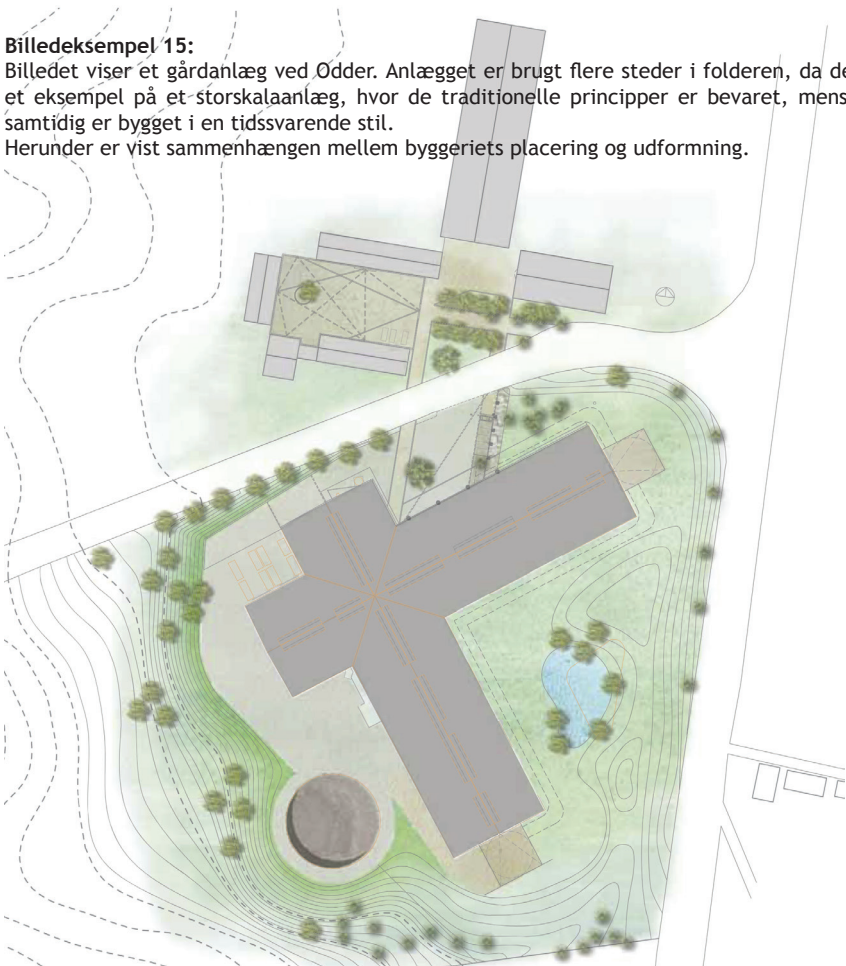 Billedeksempel 15:
Billedet viser et gårdanlæg ved Odder. Anlægget er brugt flere steder i folderen, da de
et eksempel på et storskalaanlæg, hvor de traditionelle principper er bevaret, mens
samtidig er bygget i en tidssvarende stil.
Herunder er vist sammenhængen mellem byggeriets placering og udformning.